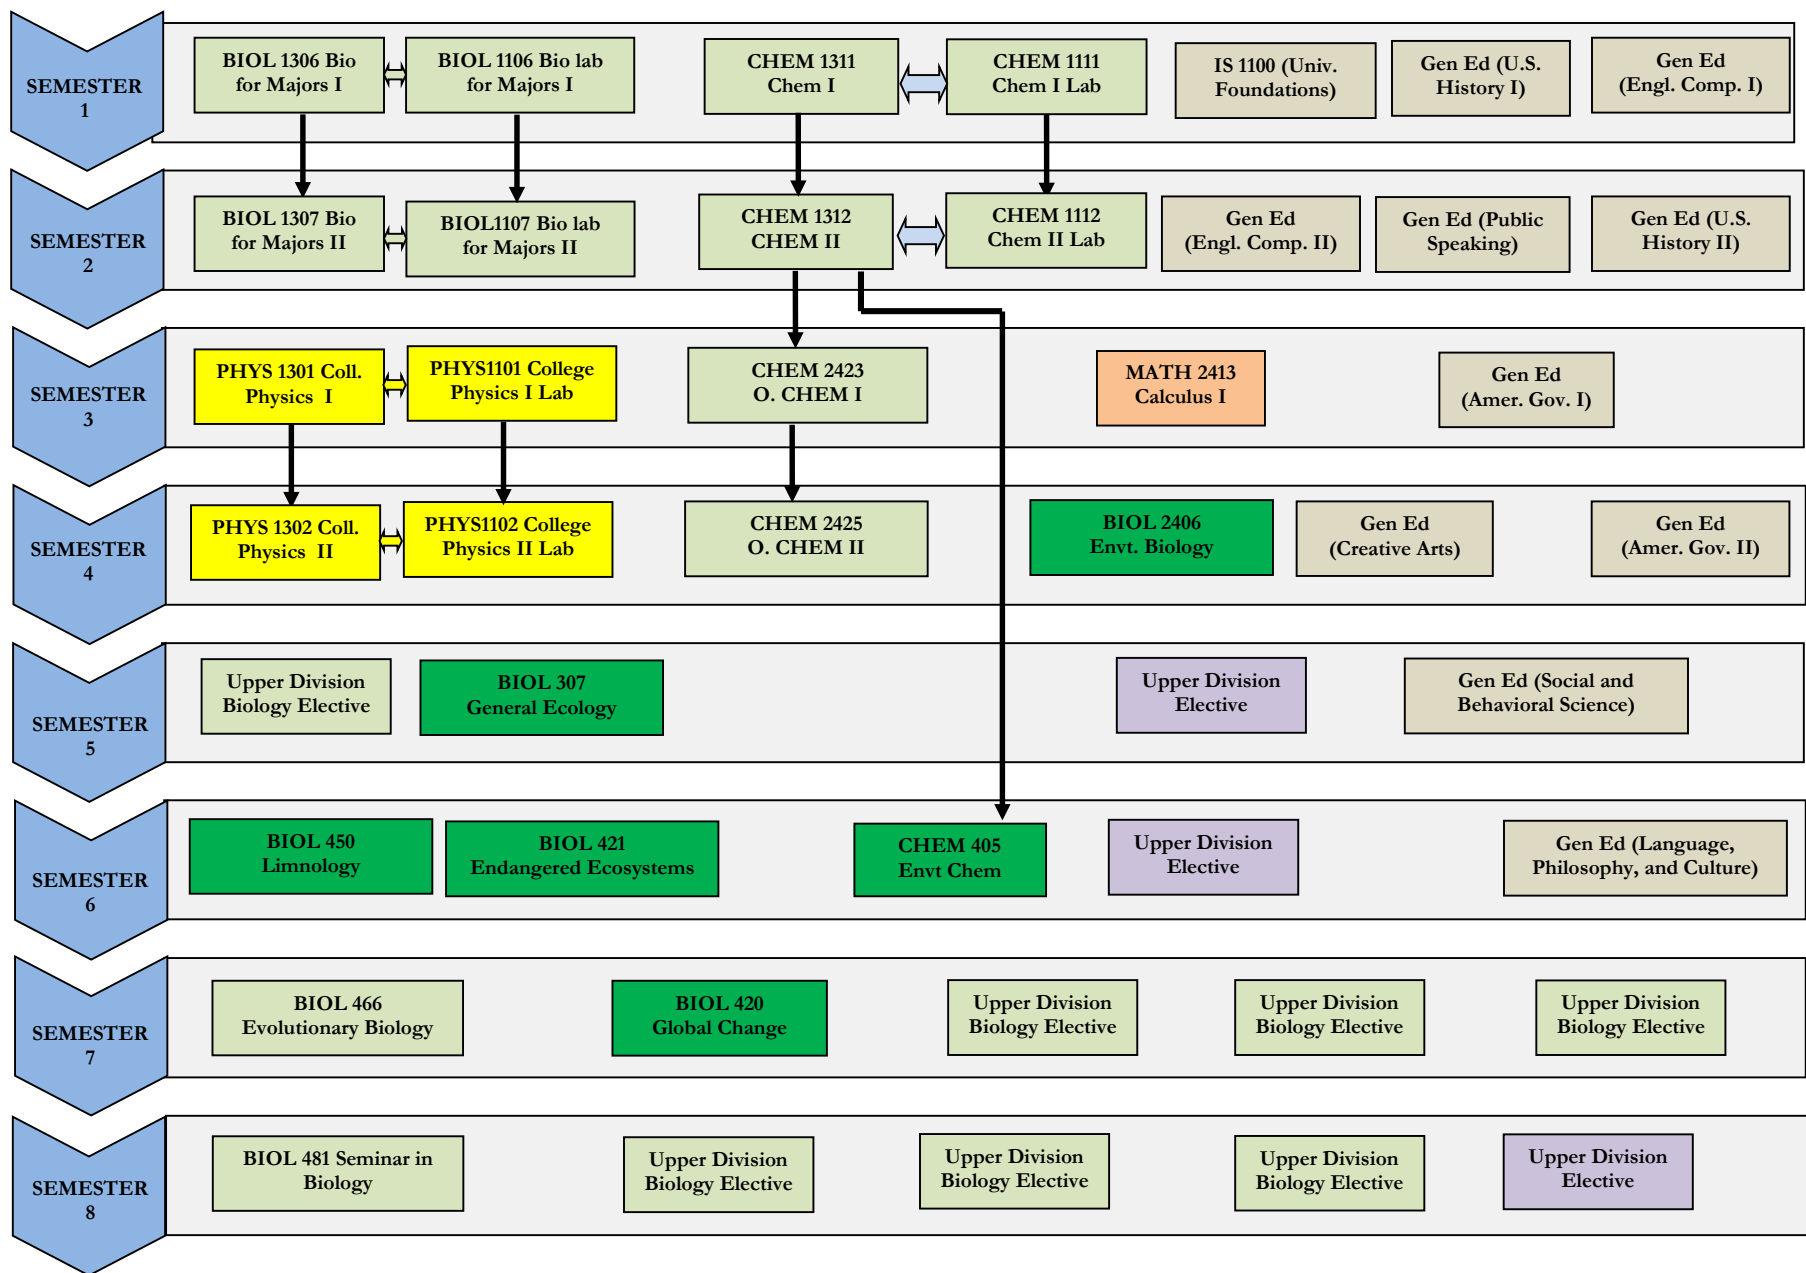 SEMESTER
1
BIOL 1306 Bio
for Majors I
BIOL 1106 Bio lab
for Majors I
CHEM 1311
Chem I
CHEM 1111
Chem I Lab
IS 1100 (Univ.
Foundations)
Gen Ed (U.S.
History I)
Gen Ed
(Engl. Comp. I)
SEMESTER
2
BIOL 1307 Bio
for Majors II
BIOL1107 Bio lab
for Majors II
CHEM 1312
CHEM II
CHEM 1112
Chem II Lab
Gen Ed
(Engl. Comp. II)
Gen Ed (Public
Speaking)
Gen Ed (U.S.
History II)
SEMESTER
3
PHYS 1301 Coll.
Physics I
PHYS1101 College
Physics I Lab
CHEM 2423
O. CHEM I
MATH 2413
Calculus I
Gen Ed
(Amer. Gov. I)
SEMESTER
4
PHYS 1302 Coll.
Physics II
PHYS1102 College
Physics II Lab
CHEM 2425
O. CHEM II
BIOL 2406
Envt. Biology
Gen Ed
(Creative Arts)
Gen Ed
(Amer. Gov. II)
SEMESTER
5
Upper Division
Biology Elective
BIOL 307
General Ecology
Upper Division
Elective
Gen Ed (Social and
Behavioral Science)
SEMESTER
6
BIOL 450
Limnology
BIOL 421
Endangered Ecosystems
CHEM 405
Envt Chem
Upper Division
Elective
Gen Ed (Language,
Philosophy, and Culture)
SEMESTER
7
BIOL 466
Evolutionary Biology
BIOL 420
Global Change
Upper Division
Biology Elective
Upper Division
Biology Elective
Upper Division
Biology Elective
SEMESTER
8
BIOL 481 Seminar in
Biology
Upper Division
Biology Elective
Upper Division
Biology Elective
Upper Division
Biology Elective
Upper Division
Elective